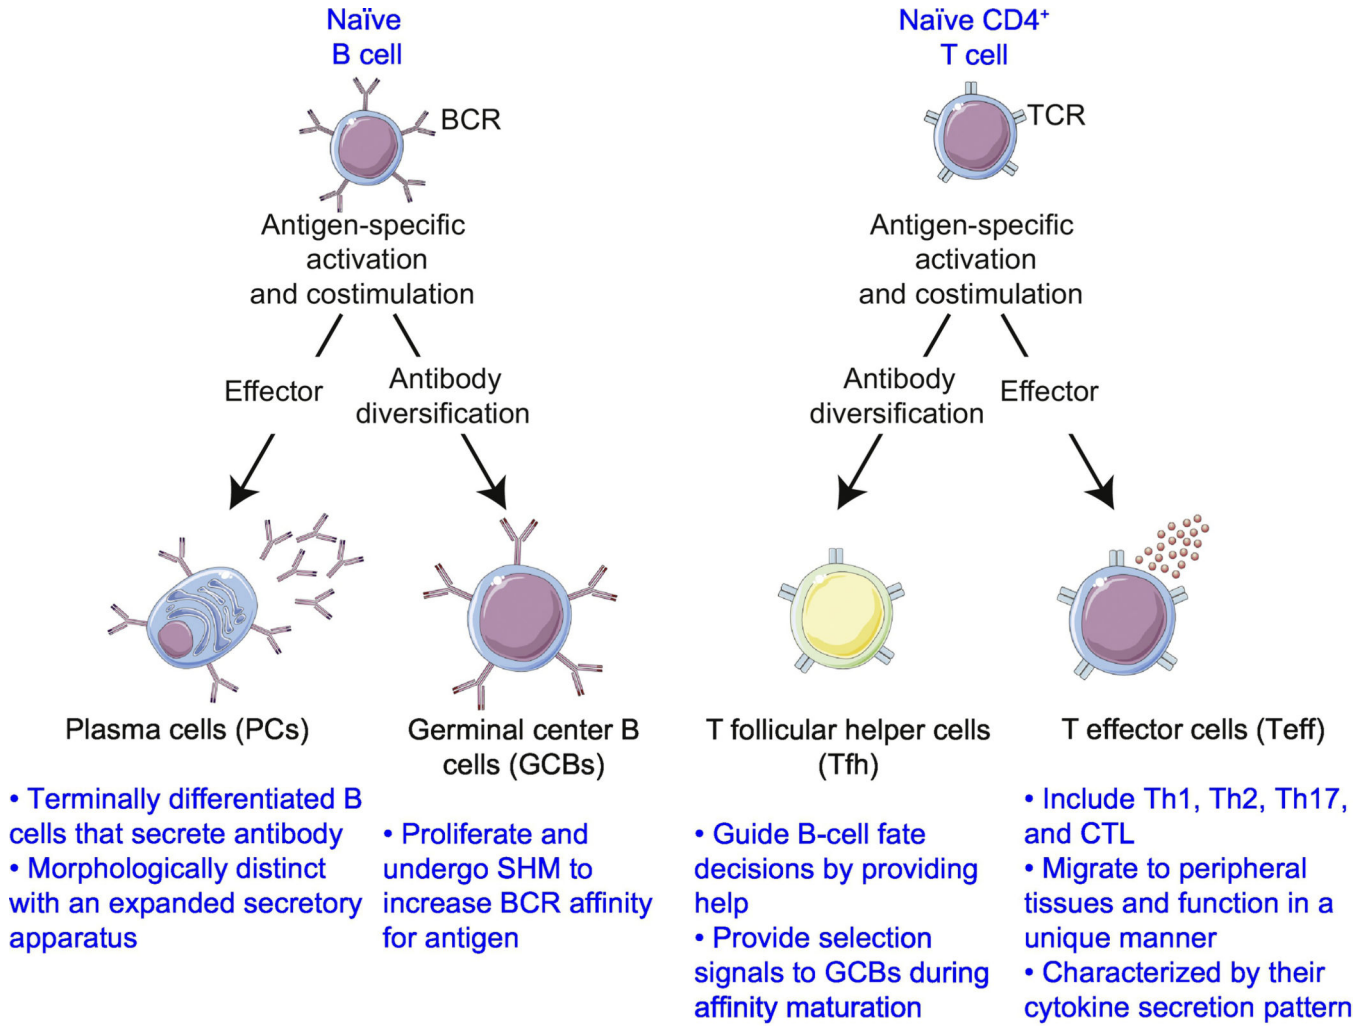 Naïve
B cell
BCR
Antigen-specific
activation
and costimulation
Effector
Antibody
diversification
Plasma cells (PCs)
• Terminally differentiated B
cells that secrete antibody
• Morphologically distinct
with an expanded secretory
apparatus
Germinal center B
cells (GCBs)
• Proliferate and
undergo SHM to
increase BCR affinity
for antigen
Naïve CD4⁺
T cell
TCR
Antigen-specific
activation
and costimulation
Antibody
diversification
Effector
T follicular helper cells
(Tfh)
• Guide B-cell fate
decisions by providing
help
• Provide selection
signals to GCBs during
affinity maturation
T effector cells (Teff)
• Include Th1, Th2, Th17,
and CTL
• Migrate to peripheral
tissues and function in a
unique manner
• Characterized by their
cytokine secretion pattern